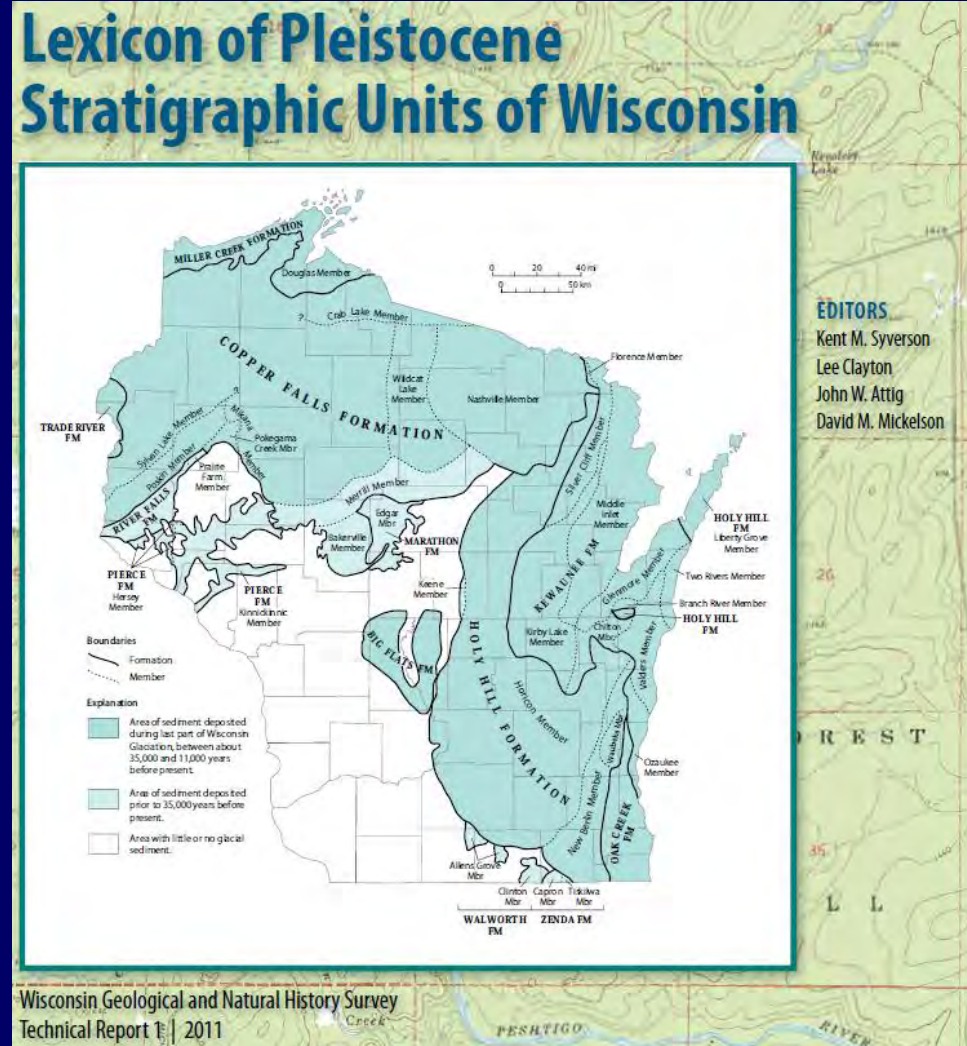 Lexicon of Pleistocene
Stratigraphic Units of Wisconsin
EDITORS
Kent M. Syverson
Lee Clayton
John W. Attig
David M. Mickelson
MILLER CREEK FORMATION
Douglas Member
0 20 40 mi
0 50 km
? Crab Lake Member
COPPER FALLS FORMATION
Florence Member
Wildcat
Lake
Member
Nashville Member
TRADE RIVER
FM
Sylvan Lake Member
?
Mikana
Member
Poskin Member
Pokegama
Creek Mbr
Silver Cliff Member
Prairie
Farm
Member
Merrill Member
RIVER FALLS
FM
Edgar
Mbr
Middle
Inlet
Member
Bakerville
Member
MARATHON
FM
HOLY HILL
FM
Liberty Grove
Member
PIERCE
FM
Hersey
Member
PIERCE
FM
Kinnickinnic
Member
Keene
Member
KEWAUNEE FM
Glenmore Member
Two Rivers Member
Branch River Member
HOLY HILL
FM
Kirby Lake
Member
Chilton
Mbr
BIG FLATS FM
HOLY HILL FORMATION
Horicon Member
Valders Member
Waubeka Mbr
Ozaukee
Member
New Berlin Member
OAK CREEK
FM
Allens Grove
Mbr
Clinton
Mbr
Capron
Mbr
Tiskilwa
Mbr
WALWORTH
FM
ZENDA FM
Boundaries
Formation
Member
Explanation
Area of sediment deposited
during last part of Wisconsin
Glaciation, between about
35,000 and 11,000 years
before present.
Area of sediment deposited
prior to 35,000 years before
present.
Area with little or no glacial
sediment.
Lake
26
REST
35
L L
Wisconsin Geological and Natural History Survey
Technical Report 1 | 2011
Creek
PESHTIGO
RIVER